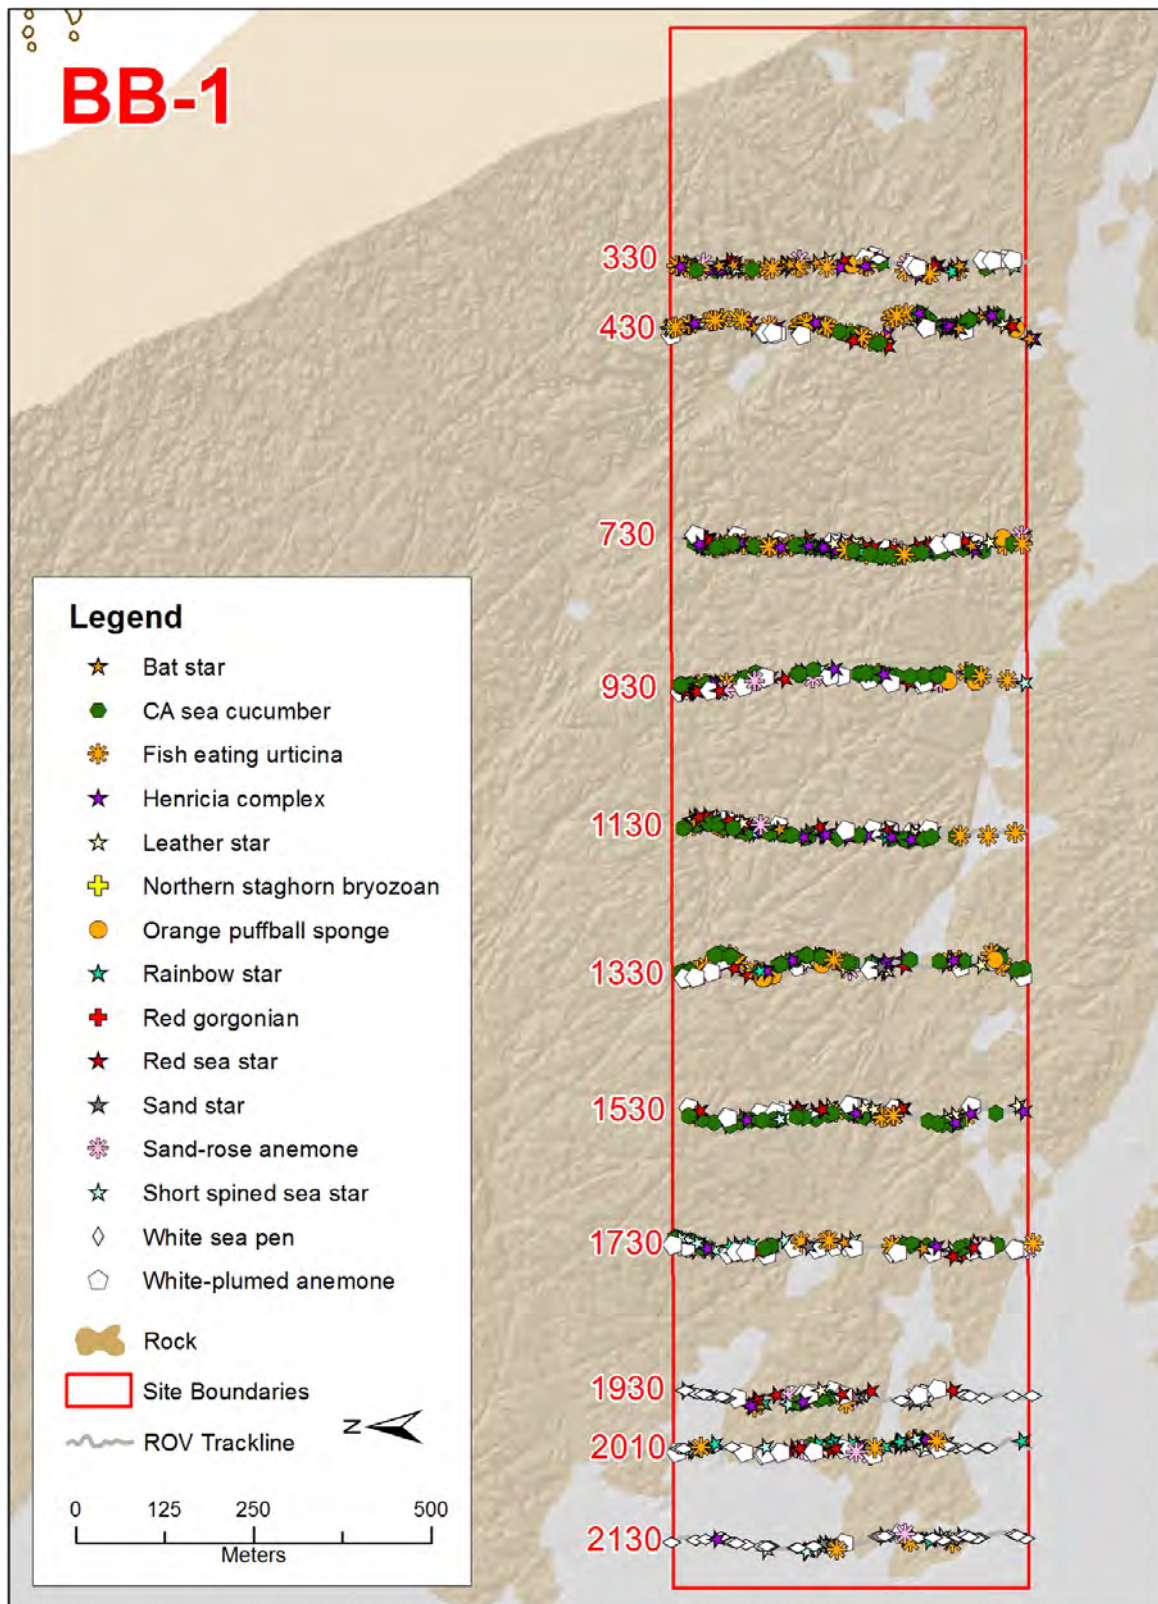 BB-1
330
430
730
930
1130
1330
1530
1730
1930
2010
2130
Legend
Bat star
CA sea cucumber
Fish eating urticina
Henricia complex
Leather star
Northern staghorn bryozoan
Orange puffball sponge
Rainbow star
Red gorgonian
Red sea star
Sand star
Sand-rose anemone
Short spined sea star
White sea pen
White-plumed anemone
Rock
Site Boundaries
ROV Trackline
N
0 125 250 500
Meters